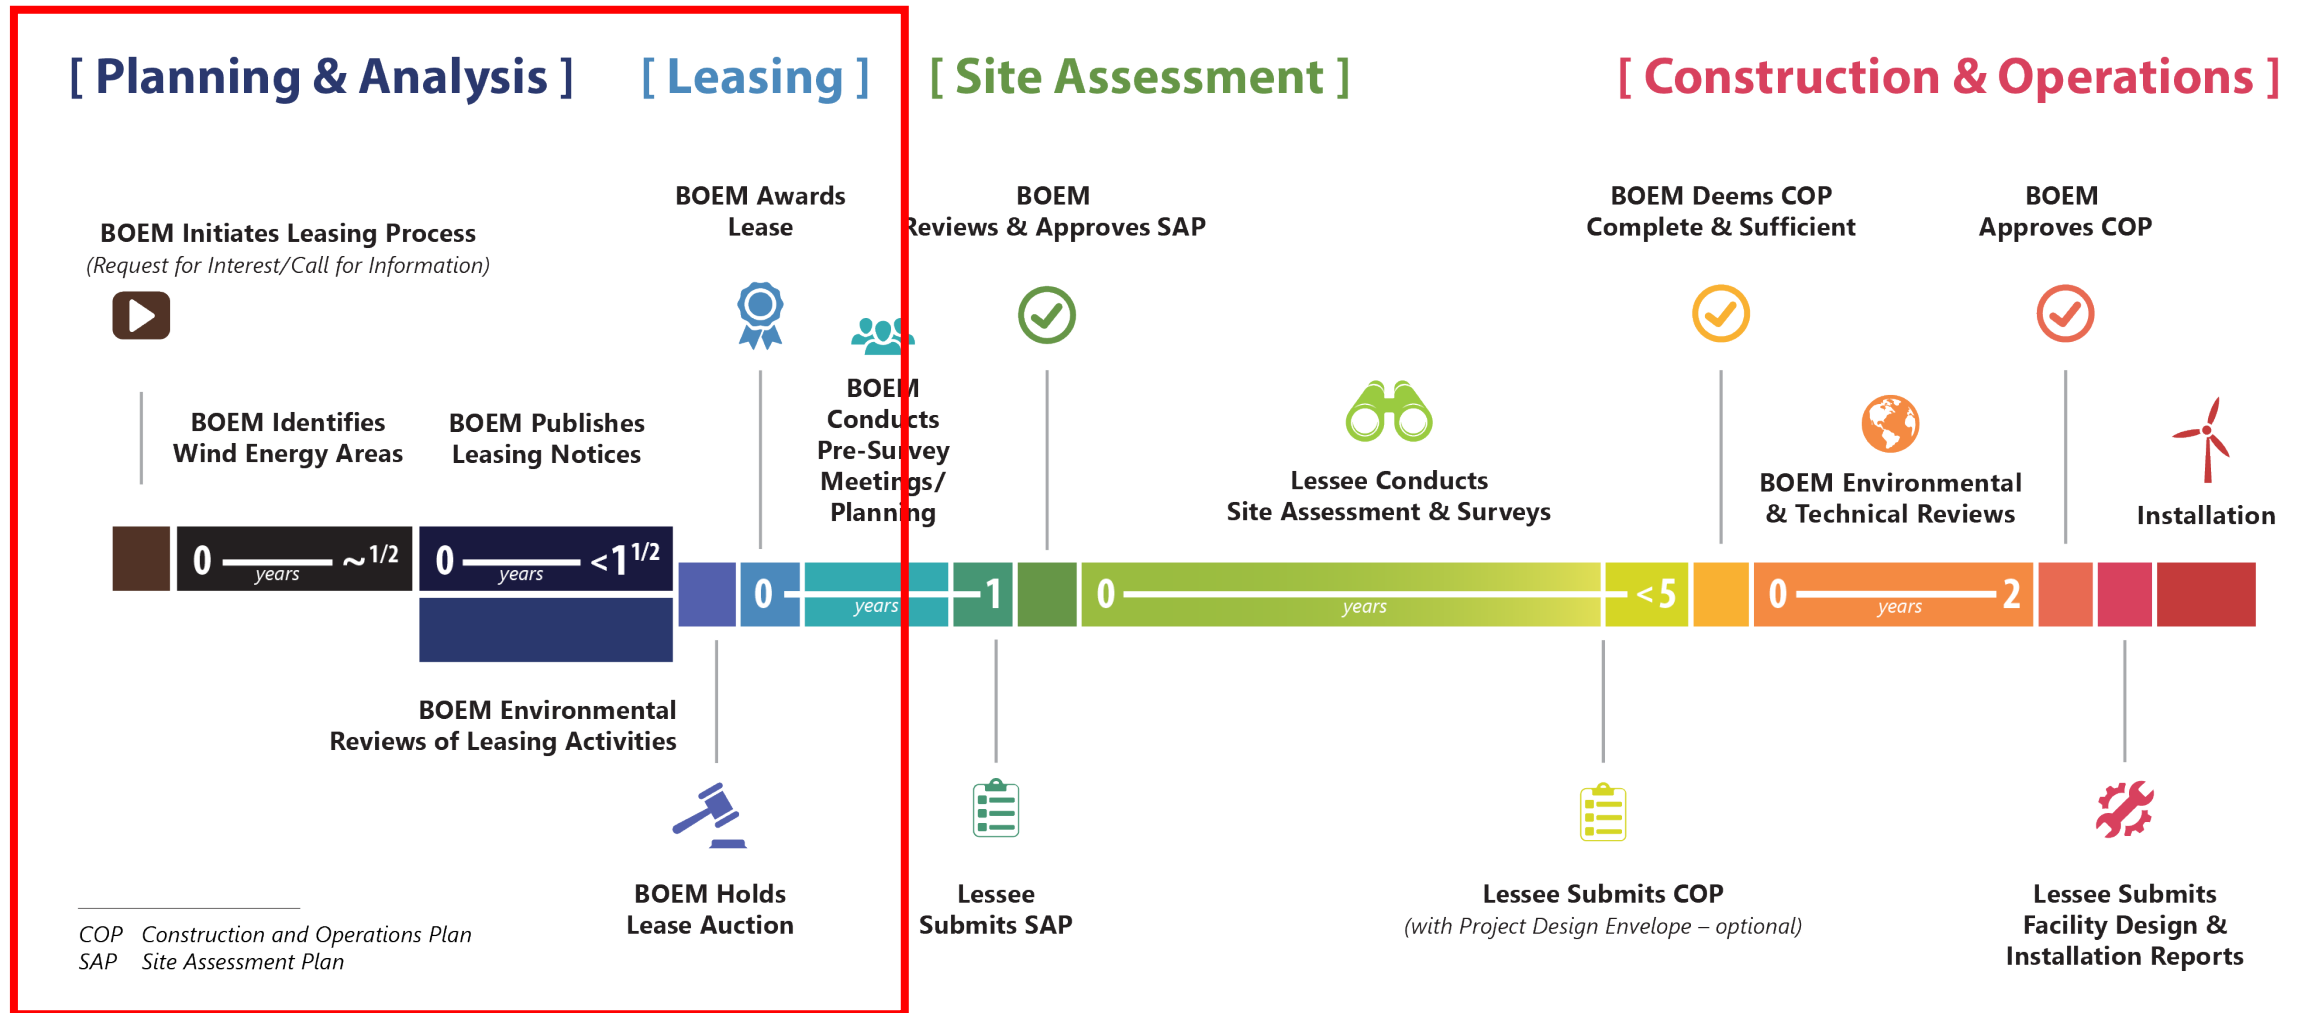 [ Planning & Analysis ]
[ Leasing ]
[ Site Assessment ]
[ Construction & Operations ]
BOEM Initiates Leasing Process
(Request for Interest/Call for Information)
BOEM Awards
Lease
BOEM
Reviews & Approves SAP
BOEM Deems COP
Complete & Sufficient
BOEM
Approves COP
BOEM Identifies
Wind Energy Areas
BOEM Publishes
Leasing Notices
BOEM
Conducts
Pre-Survey
Meetings/
Planning
Lessee Conducts
Site Assessment & Surveys
BOEM Environmental
& Technical Reviews
Installation
0 years ~1/2
0 years <1 1/2
0 years 1
0 years <5
0 years 2
BOEM Environmental
Reviews of Leasing Activities
BOEM Holds
Lease Auction
Lessee
Submits SAP
Lessee Submits COP
(with Project Design Envelope – optional)
Lessee Submits
Facility Design &
Installation Reports
COP Construction and Operations Plan
SAP Site Assessment Plan